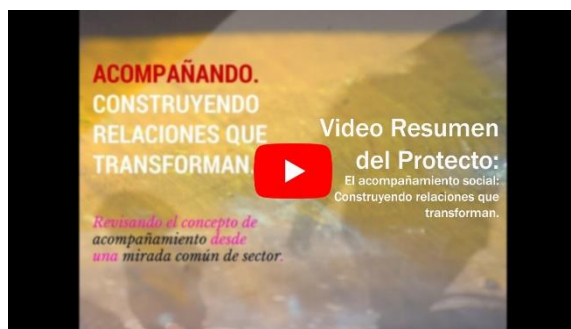 ACOMPAÑANDO.
CONSTRUYENDO
RELACIONES QUE
TRANSFORMAN.
Revisando el concepto de
acompañamiento desde
una mirada común de sector.
Video Resumen
del Protecto:
El acompañamiento social:
Construyendo relaciones que
transforman.